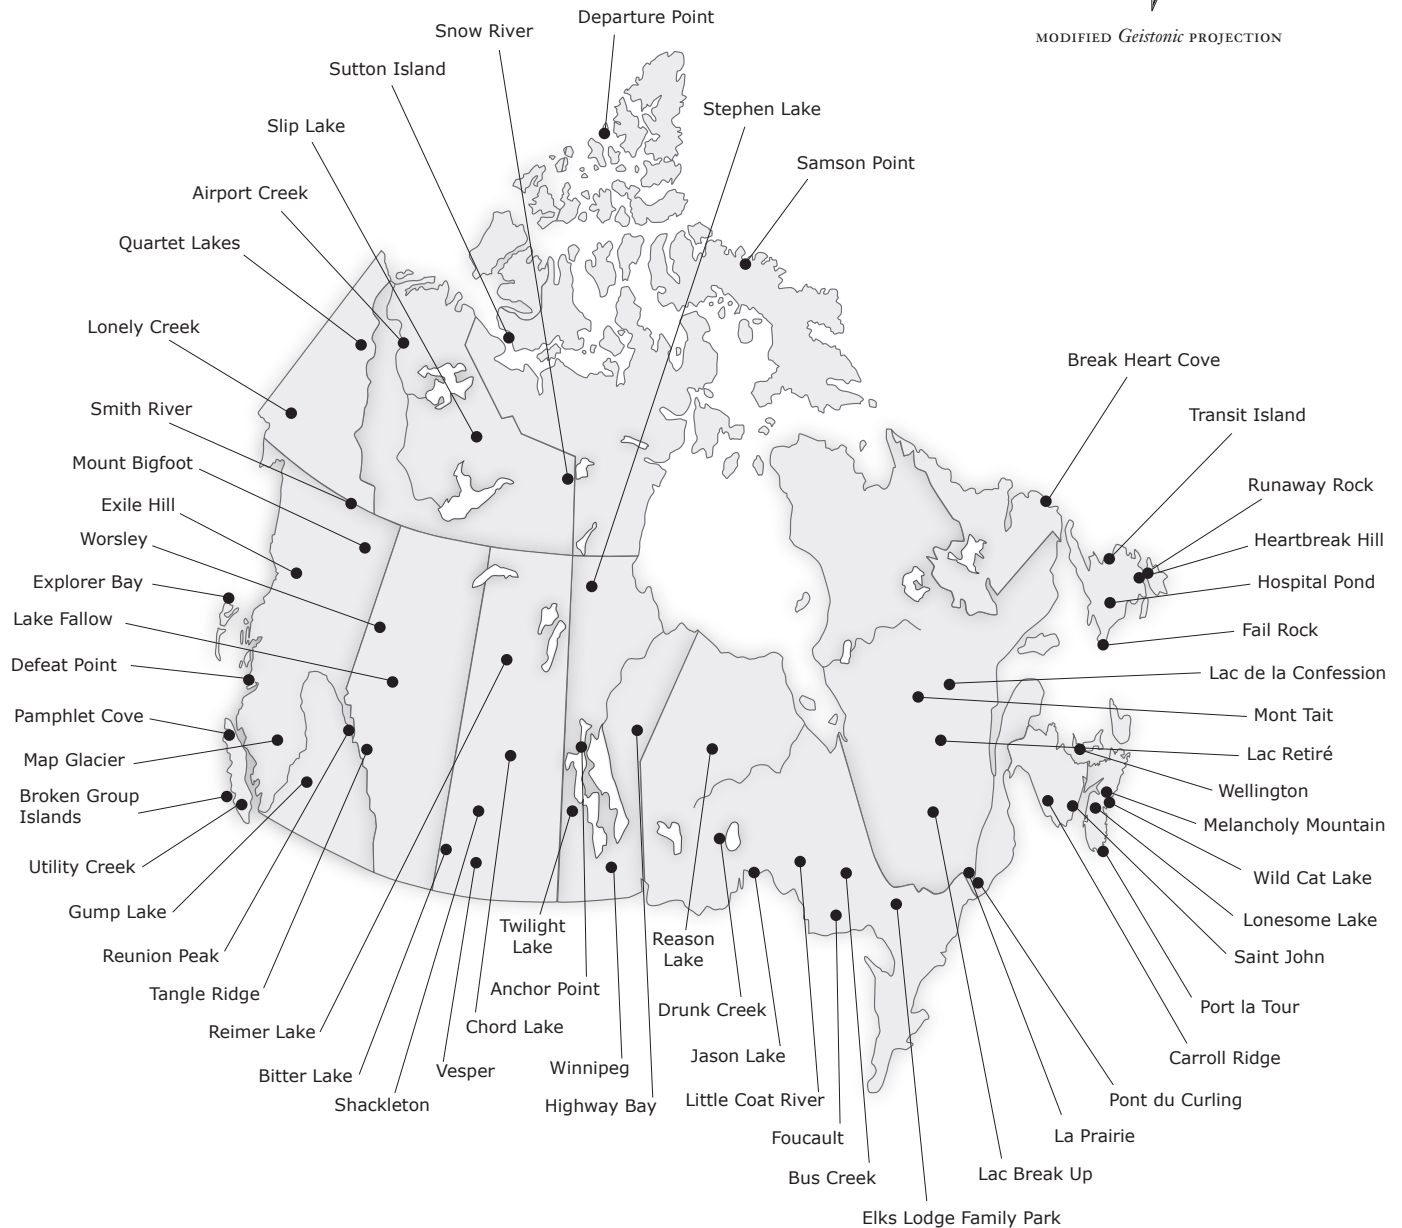 Departure Point
Snow River
MODIFIED Geistonic PROJECTION
Sutton Island
Stephen Lake
Slip Lake
Samson Point
Airport Creek
Quartet Lakes
Lonely Creek
Break Heart Cove
Smith River
Transit Island
Mount Bigfoot
Runaway Rock
Exile Hill
Worsley
Heartbreak Hill
Explorer Bay
Hospital Pond
Lake Fallow
Fail Rock
Defeat Point
Lac de la Confession
Pamphlet Cove
Mont Tait
Map Glacier
Lac Retiré
Broken Group
Islands
Wellington
Melancholy Mountain
Utility Creek
Wild Cat Lake
Gump Lake
Lonesome Lake
Twilight
Lake
Reason
Lake
Reunion Peak
Saint John
Tangle Ridge
Anchor Point
Port la Tour
Drunk Creek
Reimer Lake
Chord Lake
Jason Lake
Carroll Ridge
Bitter Lake
Vesper
Winnipeg
Shackleton
Highway Bay
Little Coat River
Pont du Curling
Foucault
La Prairie
Bus Creek
Lac Break Up
Elks Lodge Family Park